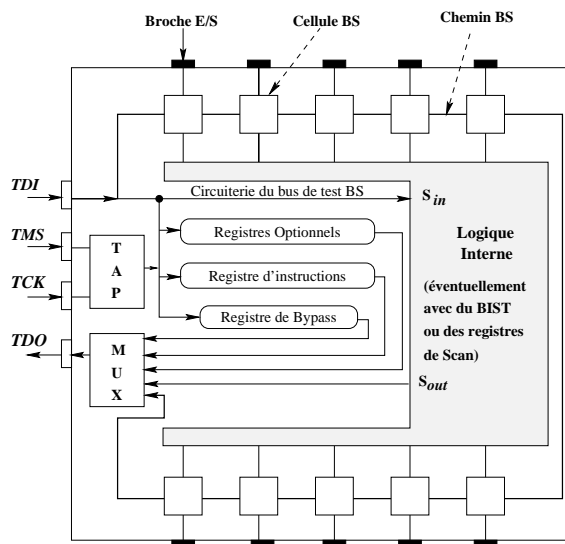 Broche E/S
Cellule BS
Chemin BS
TDI
Circuiterie du bus de test BS
S in
TMS
T
A
P
Registres Optionnels
Logique
Interne
TCK
Registre d'instructions
(éventuellement
avec du BIST
ou des registres
de Scan)
Registre de Bypass
TDO
M
U
X
S out